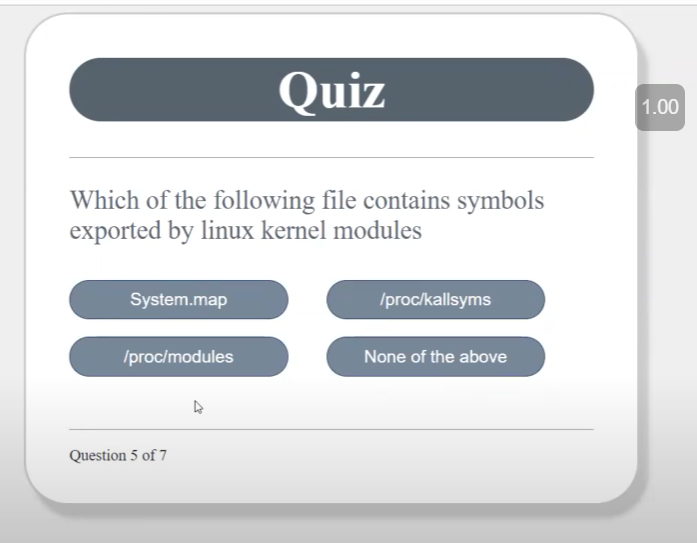 Quiz
1.00
Which of the following file contains symbols
exported by linux kernel modules
System.map
/proc/kallsyms
/proc/modules
None of the above
Question 5 of 7